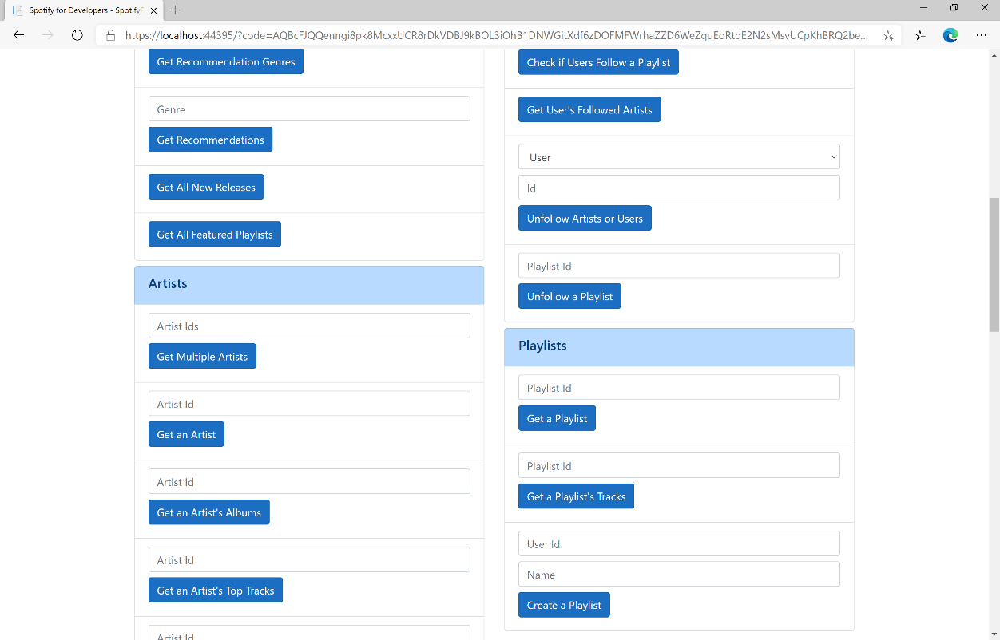 Spotify for Developers - SpotifyF
https://localhost:44395/?code=AQBcFJQQenngi8pk8McxxUCR8rDkVDBJ9kBOL3iOhB1DNWGitXdf6zDOFMFWrhaZZD6WeZquEoRtdE2N2sMsvUCpKhBRQ2be...
Get Recommendation Genres
Genre
Get Recommendations
Get All New Releases
Get All Featured Playlists
Artists
Artist Ids
Get Multiple Artists
Artist Id
Get an Artist
Artist Id
Get an Artist's Albums
Artist Id
Get an Artist's Top Tracks
Artist Id
Check if Users Follow a Playlist
Get User's Followed Artists
User
Id
Unfollow Artists or Users
Playlist Id
Unfollow a Playlist
Playlists
Playlist Id
Get a Playlist
Playlist Id
Get a Playlist's Tracks
User Id
Name
Create a Playlist